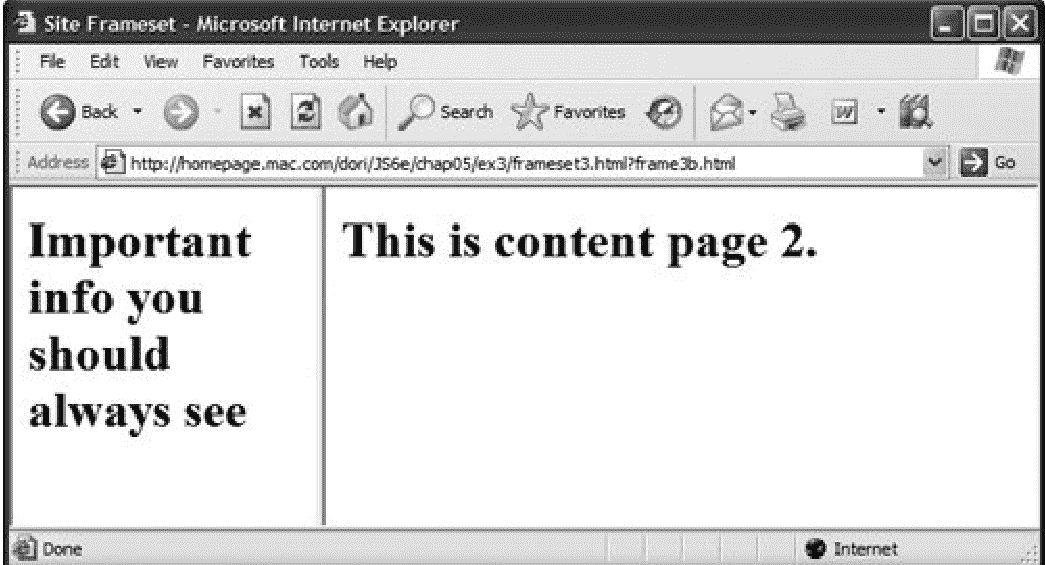 Site Frameset - Microsoft Internet Explorer
File Edit View Favorites Tools Help
Back Search Favorites W
Address http://homepage.mac.com/dori/JS6e/chap05/ex3/frameset3.html?frame3b.html Go
Important
info you
should
always see
This is content page 2.
Done Internet